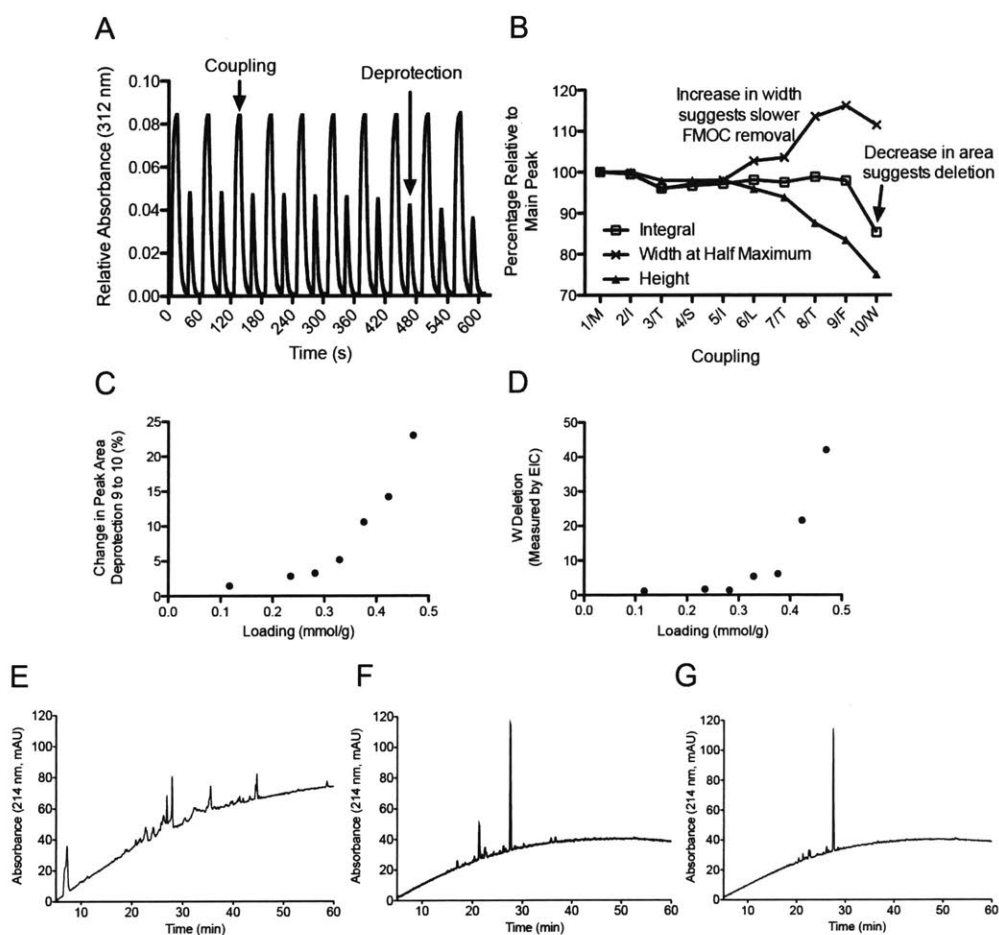 A
Coupling
Deprotection
Relative Absorbance (312 nm)
0.10
0.08
0.06
0.04
0.02
0.00
0
60
120
180
240
300
360
420
480
540
600
Time (s)
B
Percentage Relative to
Main Peak
120
110
100
90
80
70
Increase in width
suggests slower
FMOC removal
Decrease in area
suggests deletion
Integral
Width at Half Maximum
Height
1/M
2/I
3/T
4/S
5/I
6/L
7/T
8/T
9/F
10/W
Coupling
C
Change in Peak Area
Deprotection 9 to 10 (%)
25
20
15
10
5
0
0.0
0.1
0.2
0.3
0.4
0.5
Loading (mmol/g)
D
W Deletion
(Measured by EIC)
50
40
30
20
10
0
0.0
0.1
0.2
0.3
0.4
0.5
Loading (mmol/g)
E
Absorbance (214 nm, mAU)
120
100
80
60
40
20
0
10
20
30
40
50
60
Time (min)
F
Absorbance (214 nm, mAU)
120
100
80
60
40
20
0
10
20
30
40
50
60
Time (min)
G
Absorbance (214 nm, mAU)
120
100
80
60
40
20
0
10
20
30
40
50
60
Time (min)